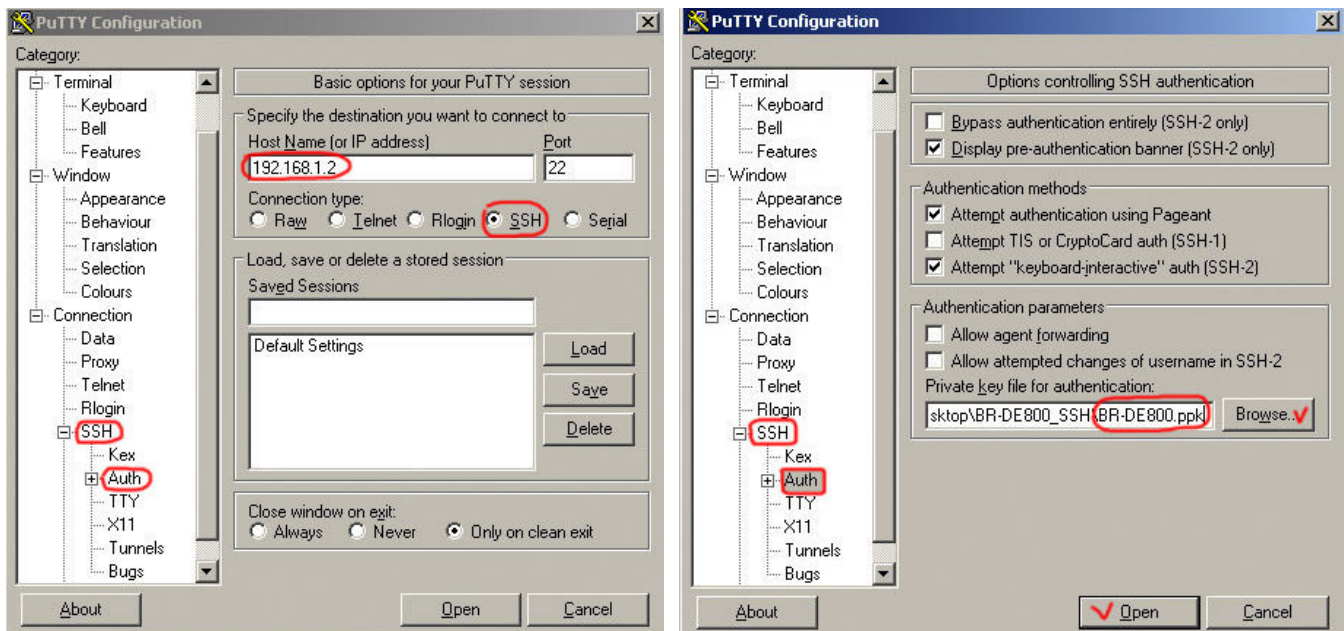 PuTTY Configuration
Category:
Terminal
Keyboard
Bell
Features
Window
Appearance
Behaviour
Translation
Selection
Colours
Connection
Data
Proxy
Telnet
Rlogin
SSH
Kex
Auth
TTY
X11
Tunnels
Bugs
Basic options for your PuTTY session
Specify the destination you want to connect to
Host Name (or IP address) Port
192.168.1.2 22
Connection type:
Raw Telnet Rlogin SSH Serial
Load, save or delete a stored session
Saved Sessions
Default Settings
Load
Save
Delete
Close window on exit:
Always Never Only on clean exit
About Open Cancel
PuTTY Configuration
Category:
Terminal
Keyboard
Bell
Features
Window
Appearance
Behaviour
Translation
Selection
Colours
Connection
Data
Proxy
Telnet
Rlogin
SSH
Kex
Auth
TTY
X11
Tunnels
Bugs
Options controlling SSH authentication
Bypass authentication entirely (SSH-2 only)
Display pre-authentication banner (SSH-2 only)
Authentication methods
Attempt authentication using Pageant
Attempt TIS or CryptoCard auth (SSH-1)
Attempt "keyboard-interactive" auth (SSH-2)
Authentication parameters
Allow agent forwarding
Allow attempted changes of username in SSH-2
Private key file for authentication:
sktop\BR-DE800_SSH\BR-DE800.ppk Browse...
About Open Cancel